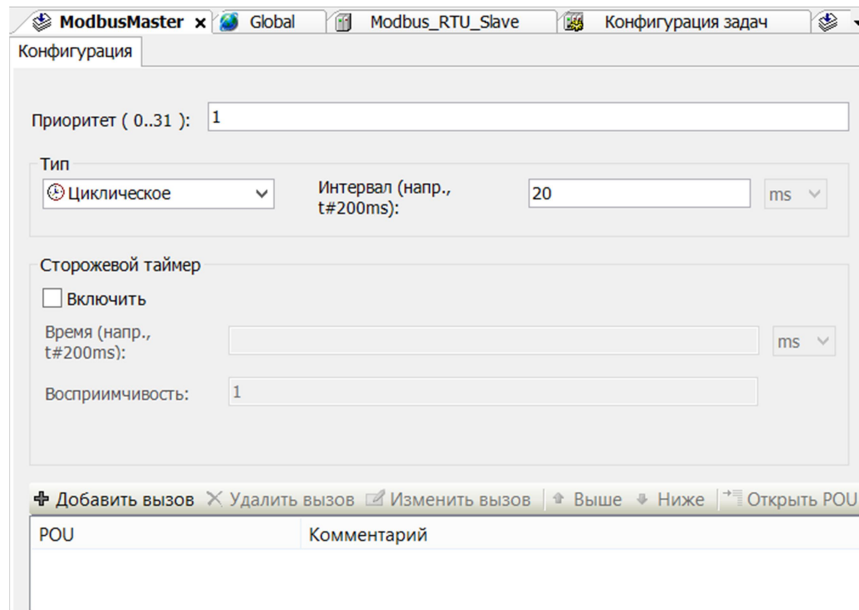 ModbusMaster x Global Modbus_RTU_Slave Конфигурация задач
Конфигурация
Приоритет ( 0..31 ): 1
Тип
Циклическое
Интервал (напр.,
t#200ms):
20
ms
Сторожевой таймер
Включить
Время (напр.,
t#200ms):
ms
Восприимчивость: 1
Добавить вызов Удалить вызов Изменить вызов Выше Ниже Открыть POU
POU Комментарий